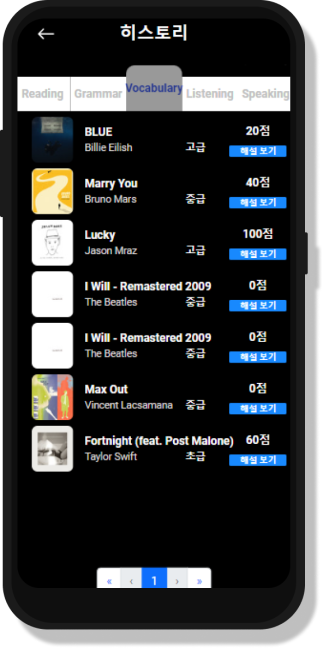 히스토리
Reading Grammar Vocabulary Listening Speaking
BLUE 20점
Billie Eilish 고급 해설 보기
Marry You 40점
Bruno Mars 중급 해설 보기
Lucky 100점
Jason Mraz 고급 해설 보기
I Will - Remastered 2009 0점
The Beatles 중급 해설 보기
I Will - Remastered 2009 0점
The Beatles 중급 해설 보기
Max Out 0점
Vincent Lacsamana 중급 해설 보기
Fortnight (feat. Post Malone) 60점
Taylor Swift 초급 해설 보기
« ‹ 1 › »